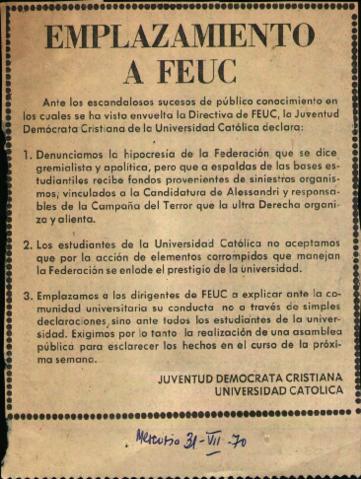 EMPLAZAMIENTO
A FEUC
Ante los escandalosos sucesos de público conocimiento en
los cuales se ha visto envuelta la Directiva de FEUC, la Juventud
Demócrata Cristiana de la Universidad Católica declara:
1. Denunciamos la hipocresía de la Federación que se dice
gremialista y apolítica, pero que a espaldas de las bases es-
tudiantiles recibe fondos provenientes de siniestros organis-
mos, vinculados a la Candidatura de Alessandri y responsa-
bles de la Campaña del Terror que la ultra Derecha organi-
za y alienta.
2. Los estudiantes de la Universidad Católica no aceptamos
que por la acción de elementos corrompidos que manejan
la Federación se enlode el prestigio de la universidad.
3. Emplazamos a los dirigentes de FEUC a explicar ante la co-
munidad universitaria su conducta no a través de simples
declaraciones, sino ante todos los estudiantes de la univer-
sidad. Exigimos por lo tanto la realización de una asamblea
pública para esclarecer los hechos en el curso de la próxi-
ma semana.
JUVENTUD DEMOCRATA CRISTIANA
UNIVERSIDAD CATOLICA
Mercurio 31-VII-70